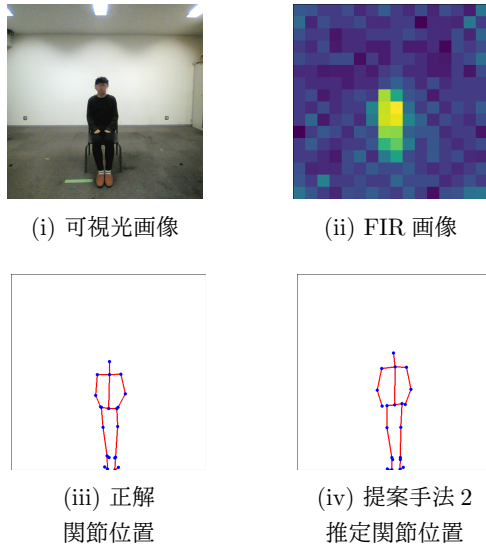 (i) 可視光画像
(ii) FIR 画像
(iii) 正解
関節位置
(iv) 提案手法 2
推定関節位置